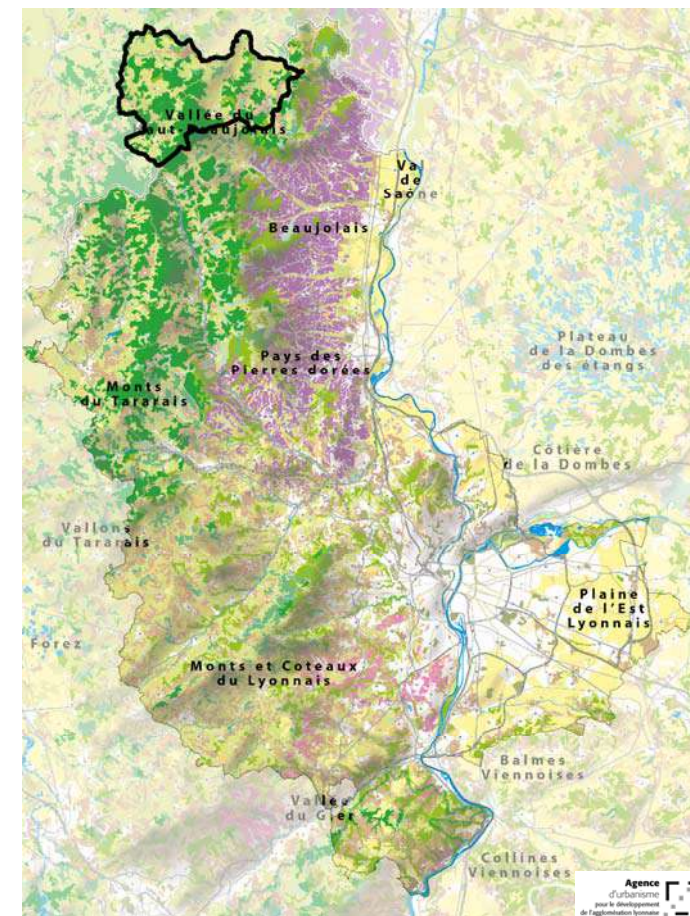 Vallée du
Haut-Beaujolais
Val
de
Saône
Beaujolais
Plateau
de la Dombes
des étangs
Pays des
Pierres dorées
Monts
du Tararais
Côtière
de la Dombes
Vallons
du Tararais
Plaine
de l'Est
Lyonnais
Forez
Monts et Coteaux
du Lyonnais
Balmes
Viennoises
Vallée
du Gier
Collines
Viennoises
Agence
d'urbanisme
pour le développement
de l'agglomération lyonnaise